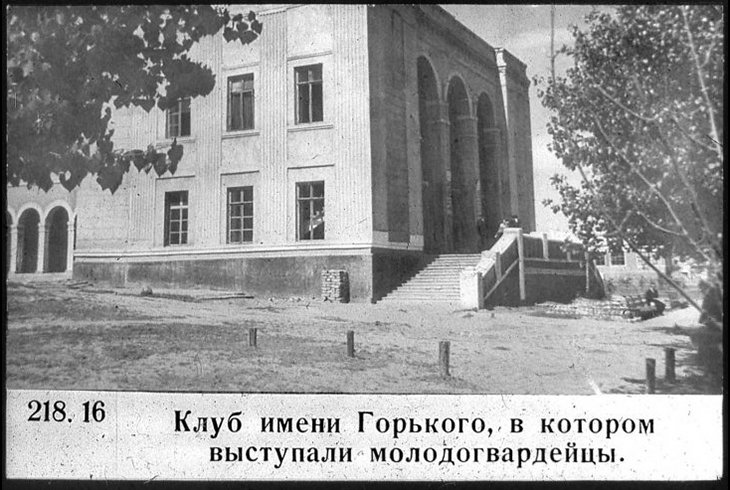 218.16
Клуб имени Горького, в котором
выступали молодогвардейцы.